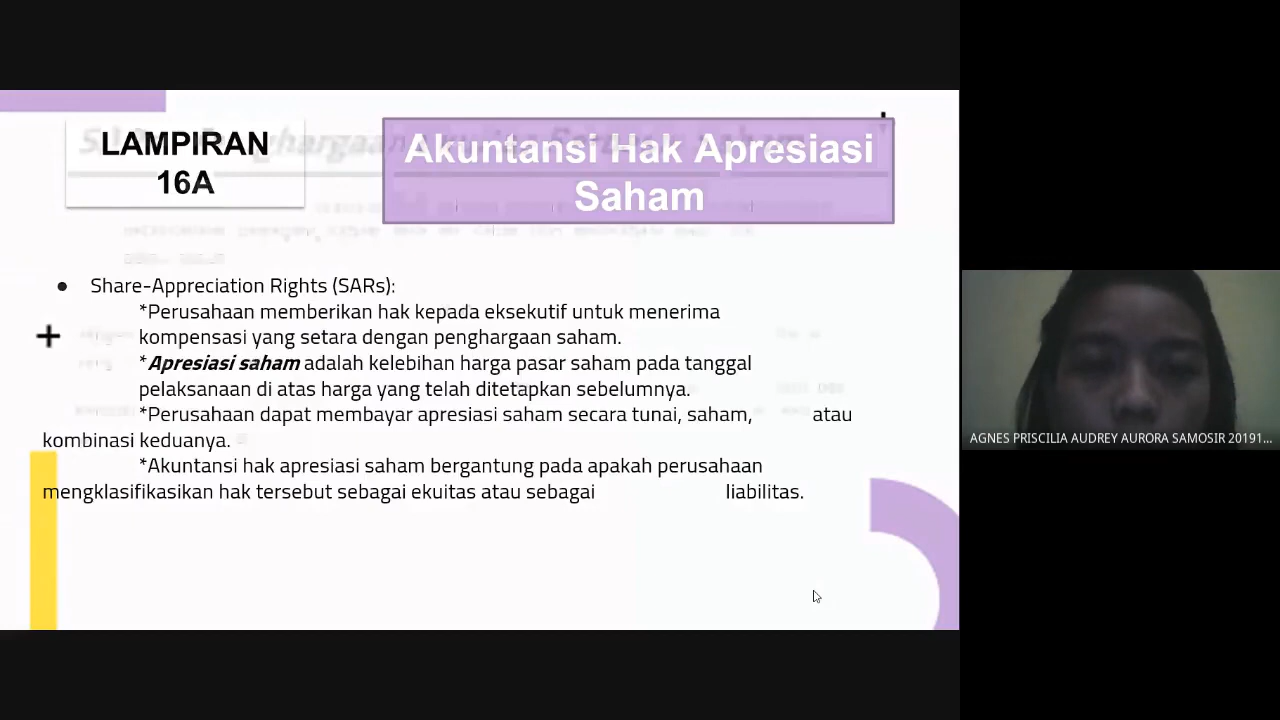 LAMPIRAN
16A
Akuntansi Hak Apresiasi
Saham
● Share-Appreciation Rights (SARs):
*Perusahaan memberikan hak kepada eksekutif untuk menerima
kompensasi yang setara dengan penghargaan saham.
*Apresiasi saham adalah kelebihan harga pasar saham pada tanggal
pelaksanaan di atas harga yang telah ditetapkan sebelumnya.
*Perusahaan dapat membayar apresiasi saham secara tunai, saham, atau
kombinasi keduanya.
*Akuntansi hak apresiasi saham bergantung pada apakah perusahaan
mengklasifikasikan hak tersebut sebagai ekuitas atau sebagai liabilitas.
AGNES PRISCILIA AUDREY AURORA SAMOSIR 20191...